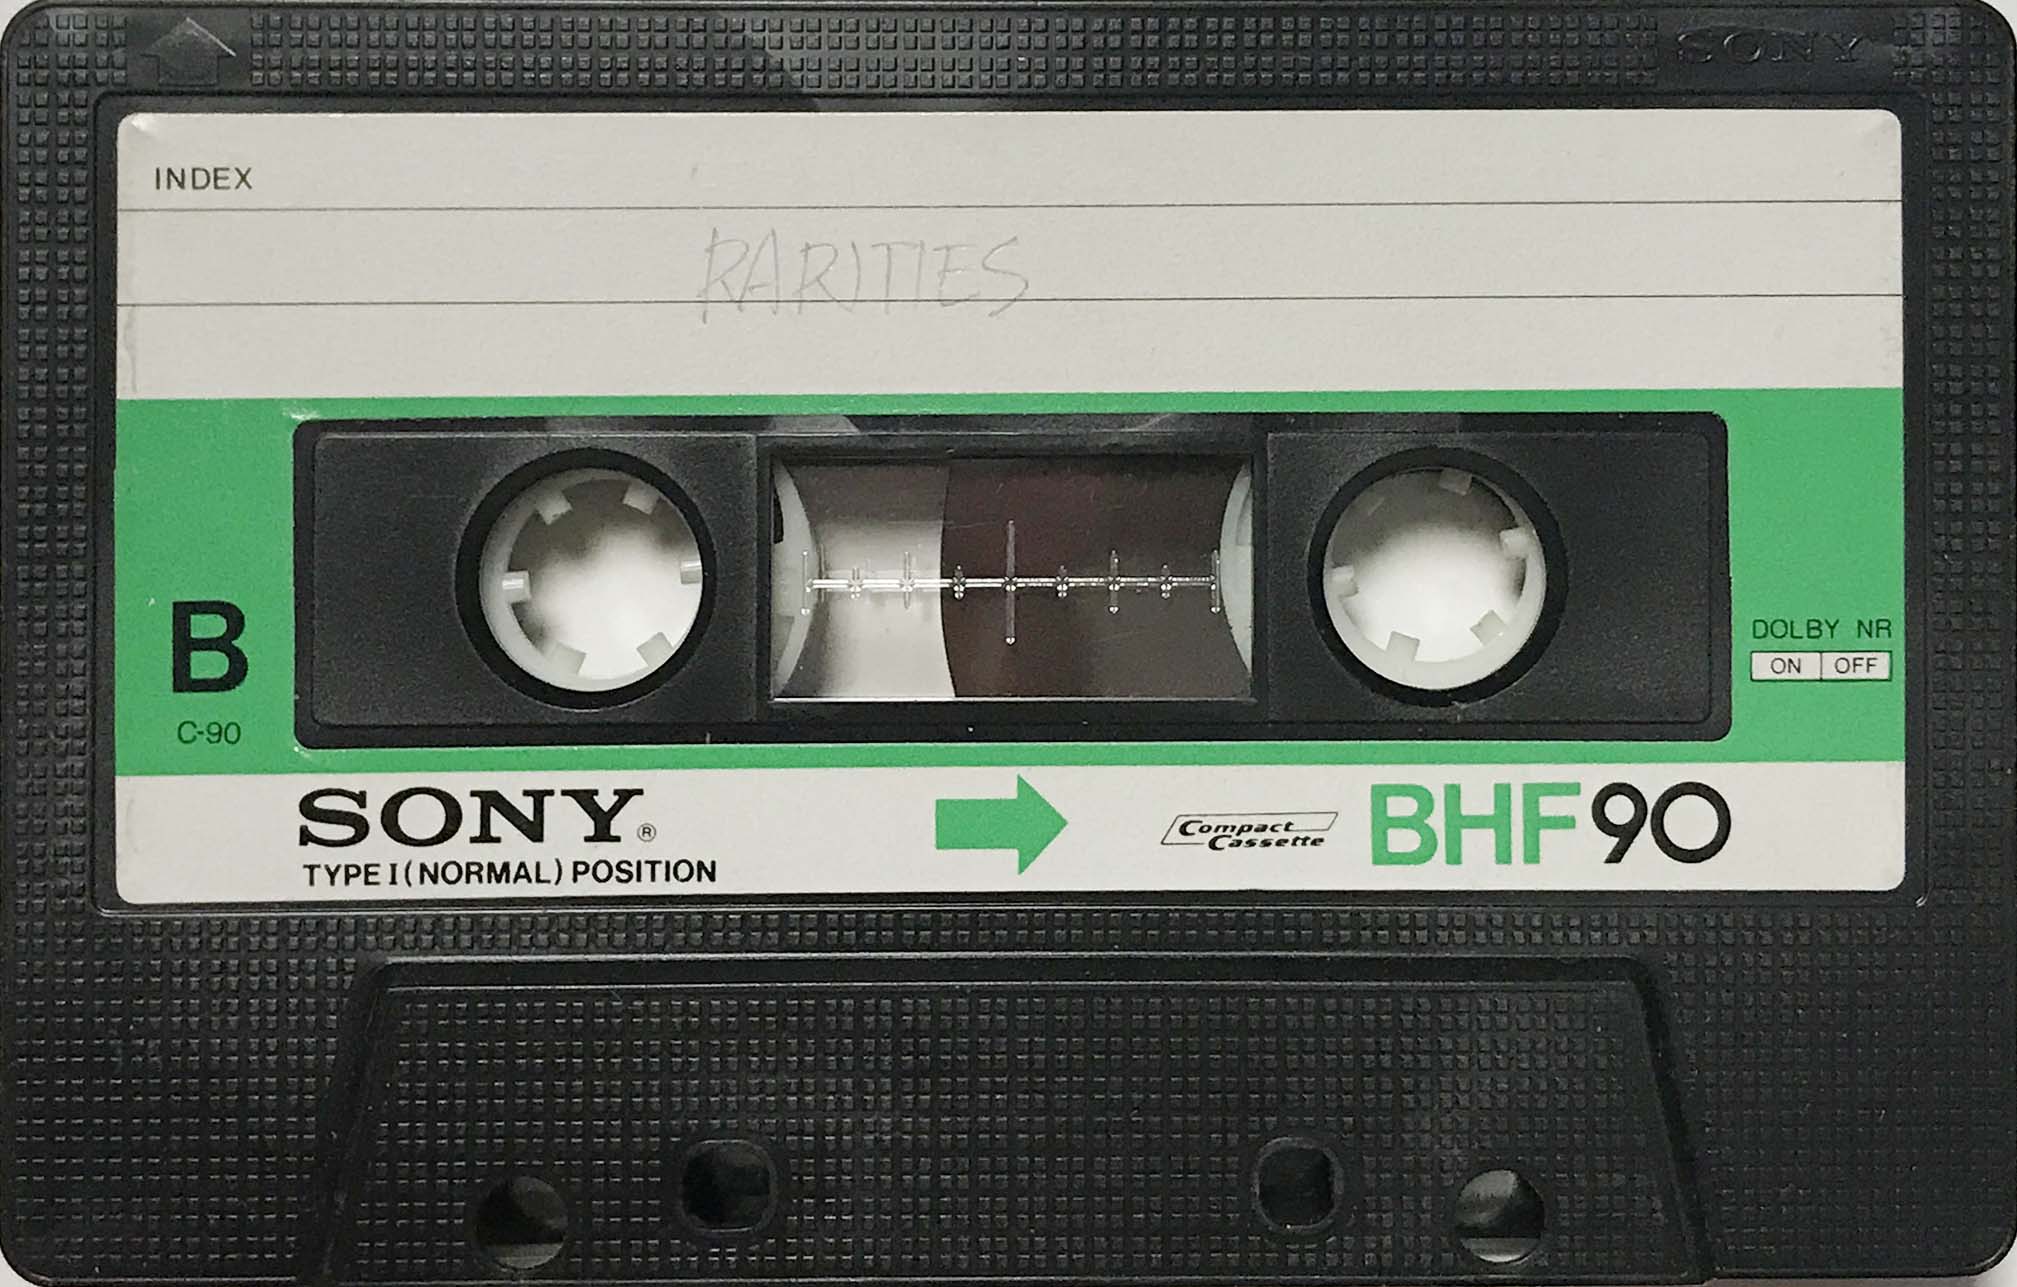 SONY
INDEX
RARITIES
B
C-90
DOLBY NR
ON OFF
SONY®
TYPE I (NORMAL) POSITION
Compact Cassette
BHF 90